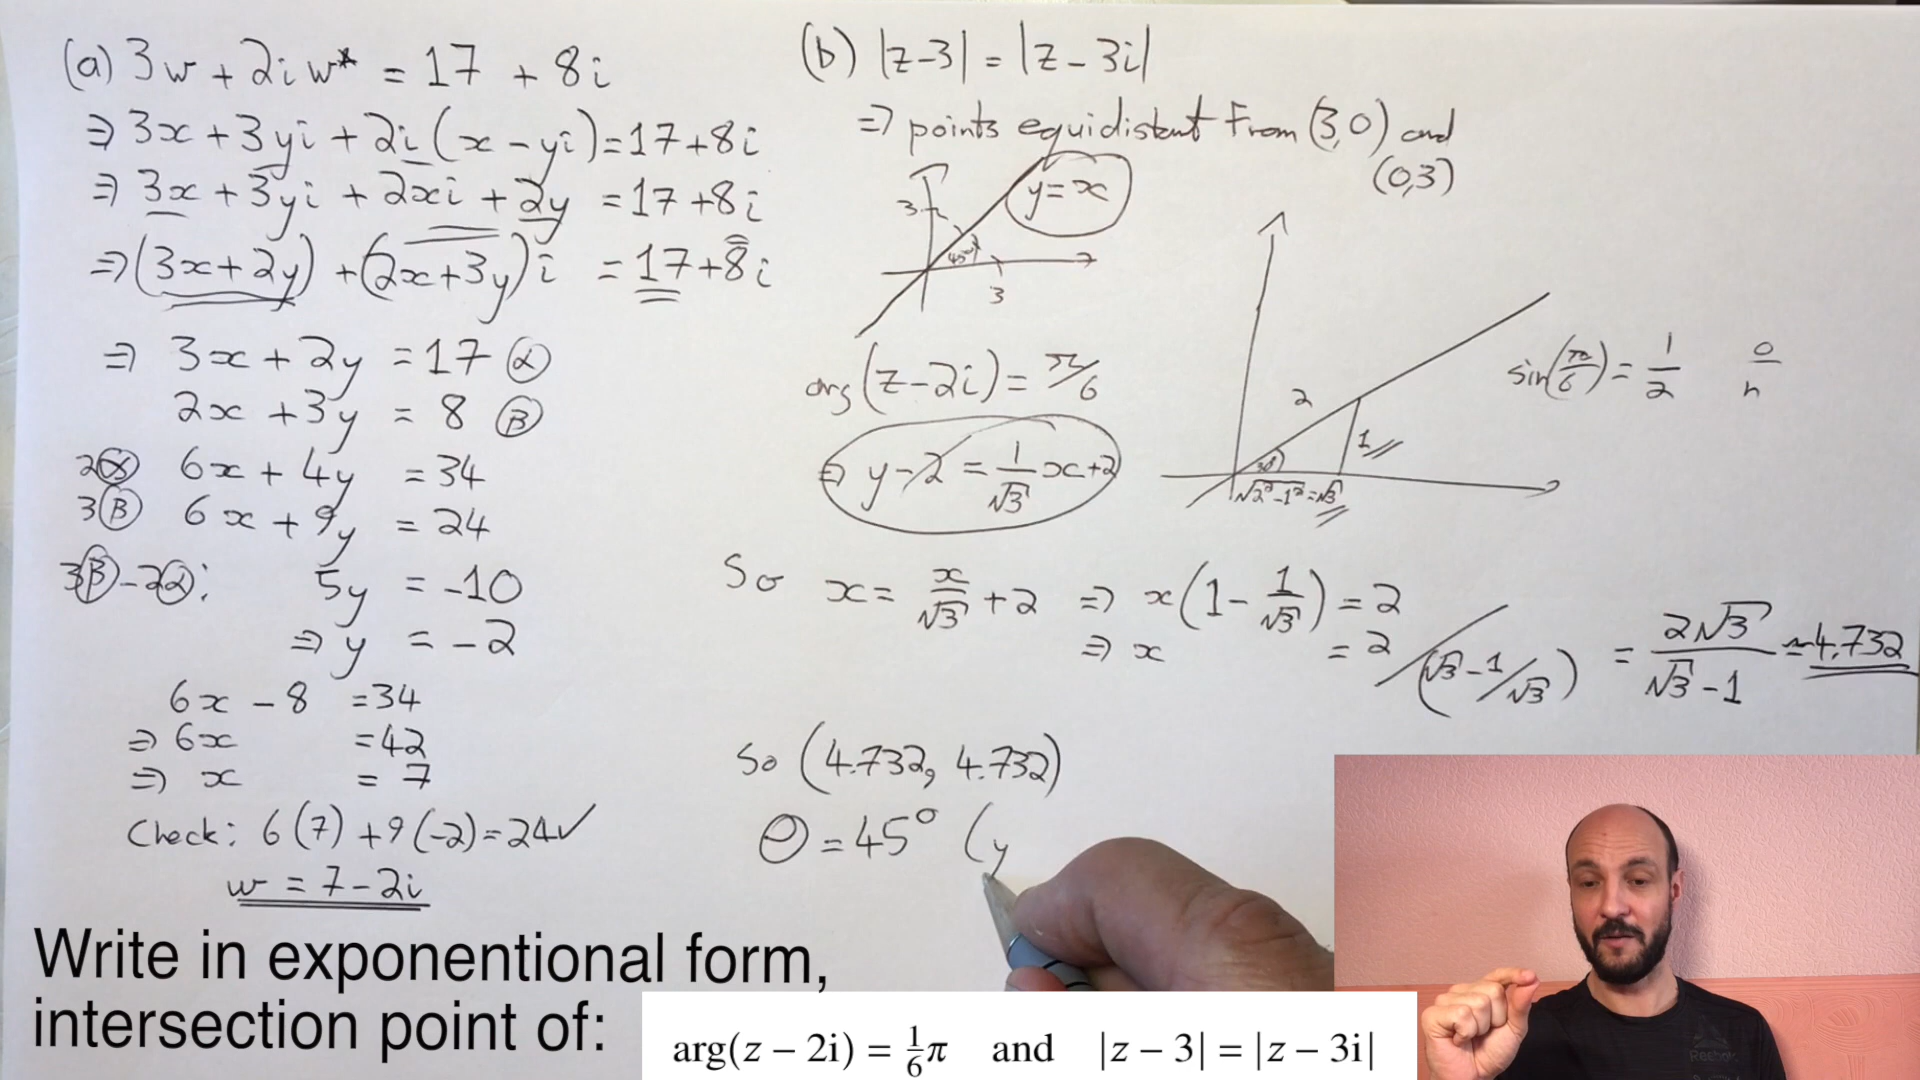 (a) 3w + 2i w* = 17 + 8i
⇒ 3x + 3yi + 2i(x - yi) = 17 + 8i
⇒ 3x + 3yi + 2xi + 2y = 17 + 8i
⇒ (3x + 2y) + (2x + 3y)i = 17 + 8i
⇒ 3x + 2y = 17 α
2x + 3y = 8 β
2α 6x + 4y = 34
3β 6x + 9y = 24
3β - 2α: 5y = -10
⇒ y = -2
6x - 8 = 34
⇒ 6x = 42
⇒ x = 7
Check: 6(7) + 9(-2) = 24 ✓
w = 7 - 2i
(b) |z - 3| = |z - 3i|
⇒ points equidistant From (3,0) and
(0,3)
y = x
3
45°
3
arg(z - 2i) = π/6
⇒ y - 2 = 1/√3 x + 2
2
1
30°
√2² - 1² = √3
sin(π/6) = 1/2 o/h
So x = x/√3 + 2 ⇒ x(1 - 1/√3) = 2
⇒ x = 2/(√3 - 1/√3) = 2√3/√3 - 1 = 4.732
So (4.732, 4.732)
θ = 45° (y
Write in exponential form,
intersection point of:
arg(z − 2i) = 1/6 π and |z − 3| = |z − 3i|
Reebok